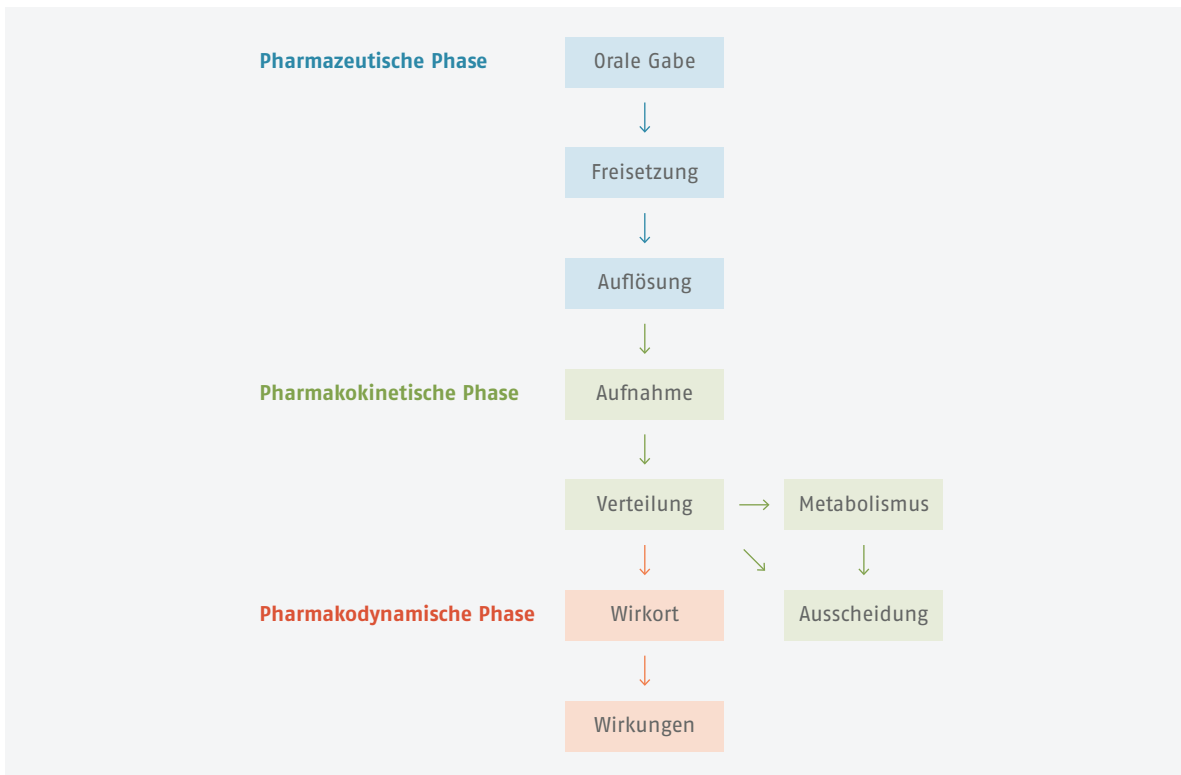 Pharmazeutische Phase
Orale Gabe
Freisetzung
Auflösung
Pharmakokinetische Phase
Aufnahme
Verteilung
Metabolismus
Pharmakodynamische Phase
Wirkort
Ausscheidung
Wirkungen